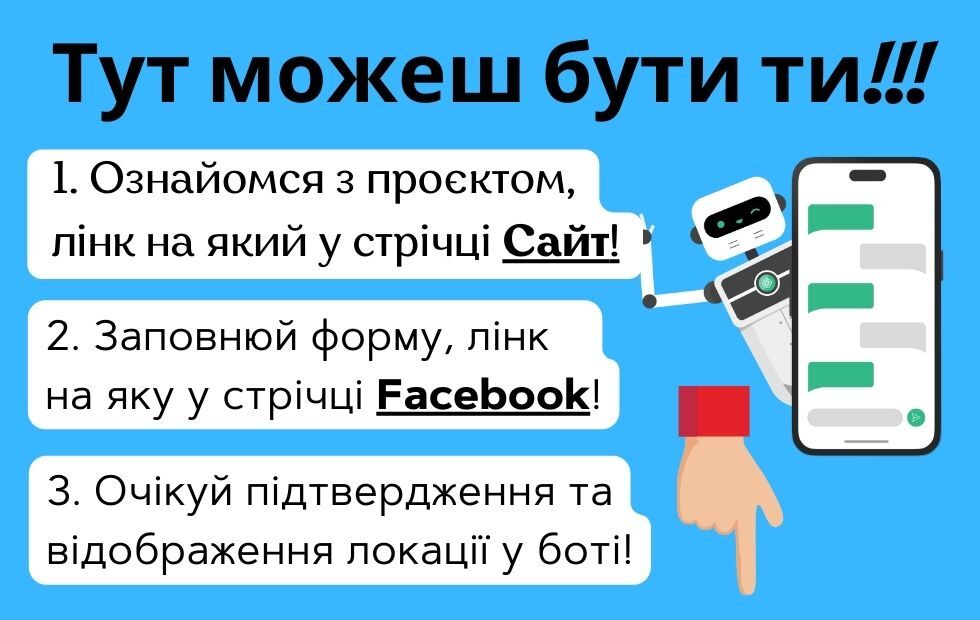 Тут можеш бути ти!!!
1. Ознайомся з проєктом,
лінк на який у стрічці Сайт!
2. Заповнюй форму, лінк
на яку у стрічці Facebook!
3. Очікуй підтвердження та
відображення локації у боті!